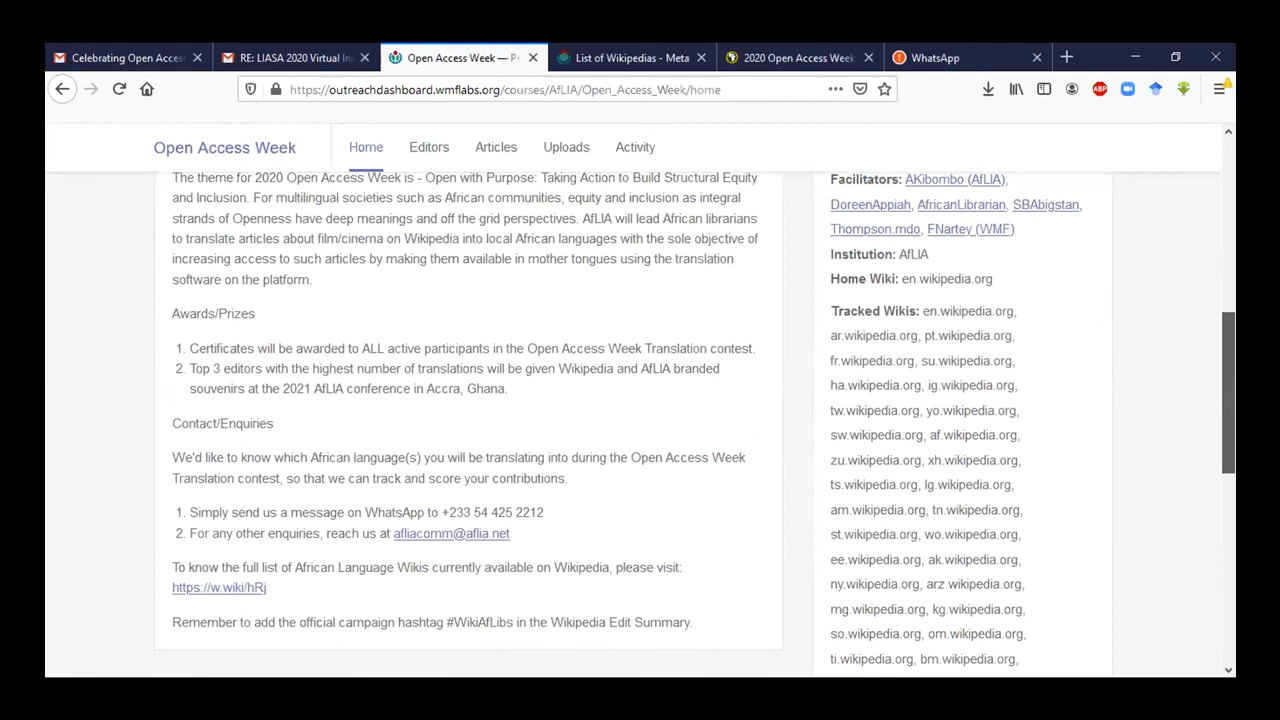 Celebrating Open Acces
RE: LIASA 2020 Virtual In
Open Access Week — P
List of Wikipedias - Meta
2020 Open Access Week
WhatsApp
https://outreachdashboard.wmflabs.org/courses/AfLIA/Open_Access_Week/home
ABP
Open Access Week
Home
Editors
Articles
Uploads
Activity
The theme for 2020 Open Access Week is - Open with Purpose: Taking Action to Build Structural Equity
and Inclusion. For multilingual societies such as African communities, equity and inclusion as integral
strands of Openness have deep meanings and off the grid perspectives. AfLIA will lead African librarians
to translate articles about film/cinema on Wikipedia into local African languages with the sole objective of
increasing access to such articles by making them available in mother tongues using the translation
software on the platform.
Awards/Prizes
1. Certificates will be awarded to ALL active participants in the Open Access Week Translation contest.
2. Top 3 editors with the highest number of translations will be given Wikipedia and AfLIA branded
souvenirs at the 2021 AfLIA conference in Accra, Ghana.
Contact/Enquiries
We'd like to know which African language(s) you will be translating into during the Open Access Week
Translation contest, so that we can track and score your contributions.
1. Simply send us a message on WhatsApp to +233 54 425 2212
2. For any other enquiries, reach us at afliacomm@aflia.net
To know the full list of African Language Wikis currently available on Wikipedia, please visit:
https://w.wiki/hRj
Remember to add the official campaign hashtag #WikiAfLibs in the Wikipedia Edit Summary.
Facilitators: AKibombo (AfLIA),
DoreenAppiah, AfricanLibrarian, SBAbigstan,
Thompson.mdo, FNartey (WMF)
Institution: AfLIA
Home Wiki: en.wikipedia.org
Tracked Wikis: en.wikipedia.org,
ar.wikipedia.org, pt.wikipedia.org,
fr.wikipedia.org, su.wikipedia.org,
ha.wikipedia.org, ig.wikipedia.org,
tw.wikipedia.org, yo.wikipedia.org,
sw.wikipedia.org, af.wikipedia.org,
zu.wikipedia.org, xh.wikipedia.org,
ts.wikipedia.org, lg.wikipedia.org,
am.wikipedia.org, tn.wikipedia.org,
st.wikipedia.org, wo.wikipedia.org,
ee.wikipedia.org, ak.wikipedia.org,
ny.wikipedia.org, arz.wikipedia.org,
mg.wikipedia.org, kg.wikipedia.org,
so.wikipedia.org, om.wikipedia.org,
ti.wikipedia.org, bm.wikipedia.org,